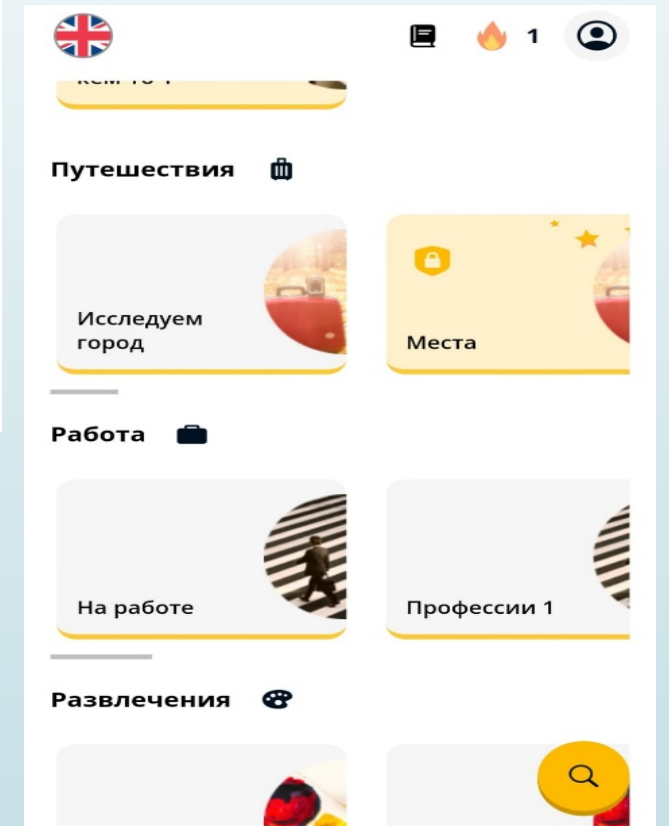 1
Путешествия
Исследуем
город
Места
Работа
На работе
Профессии 1
Развлечения